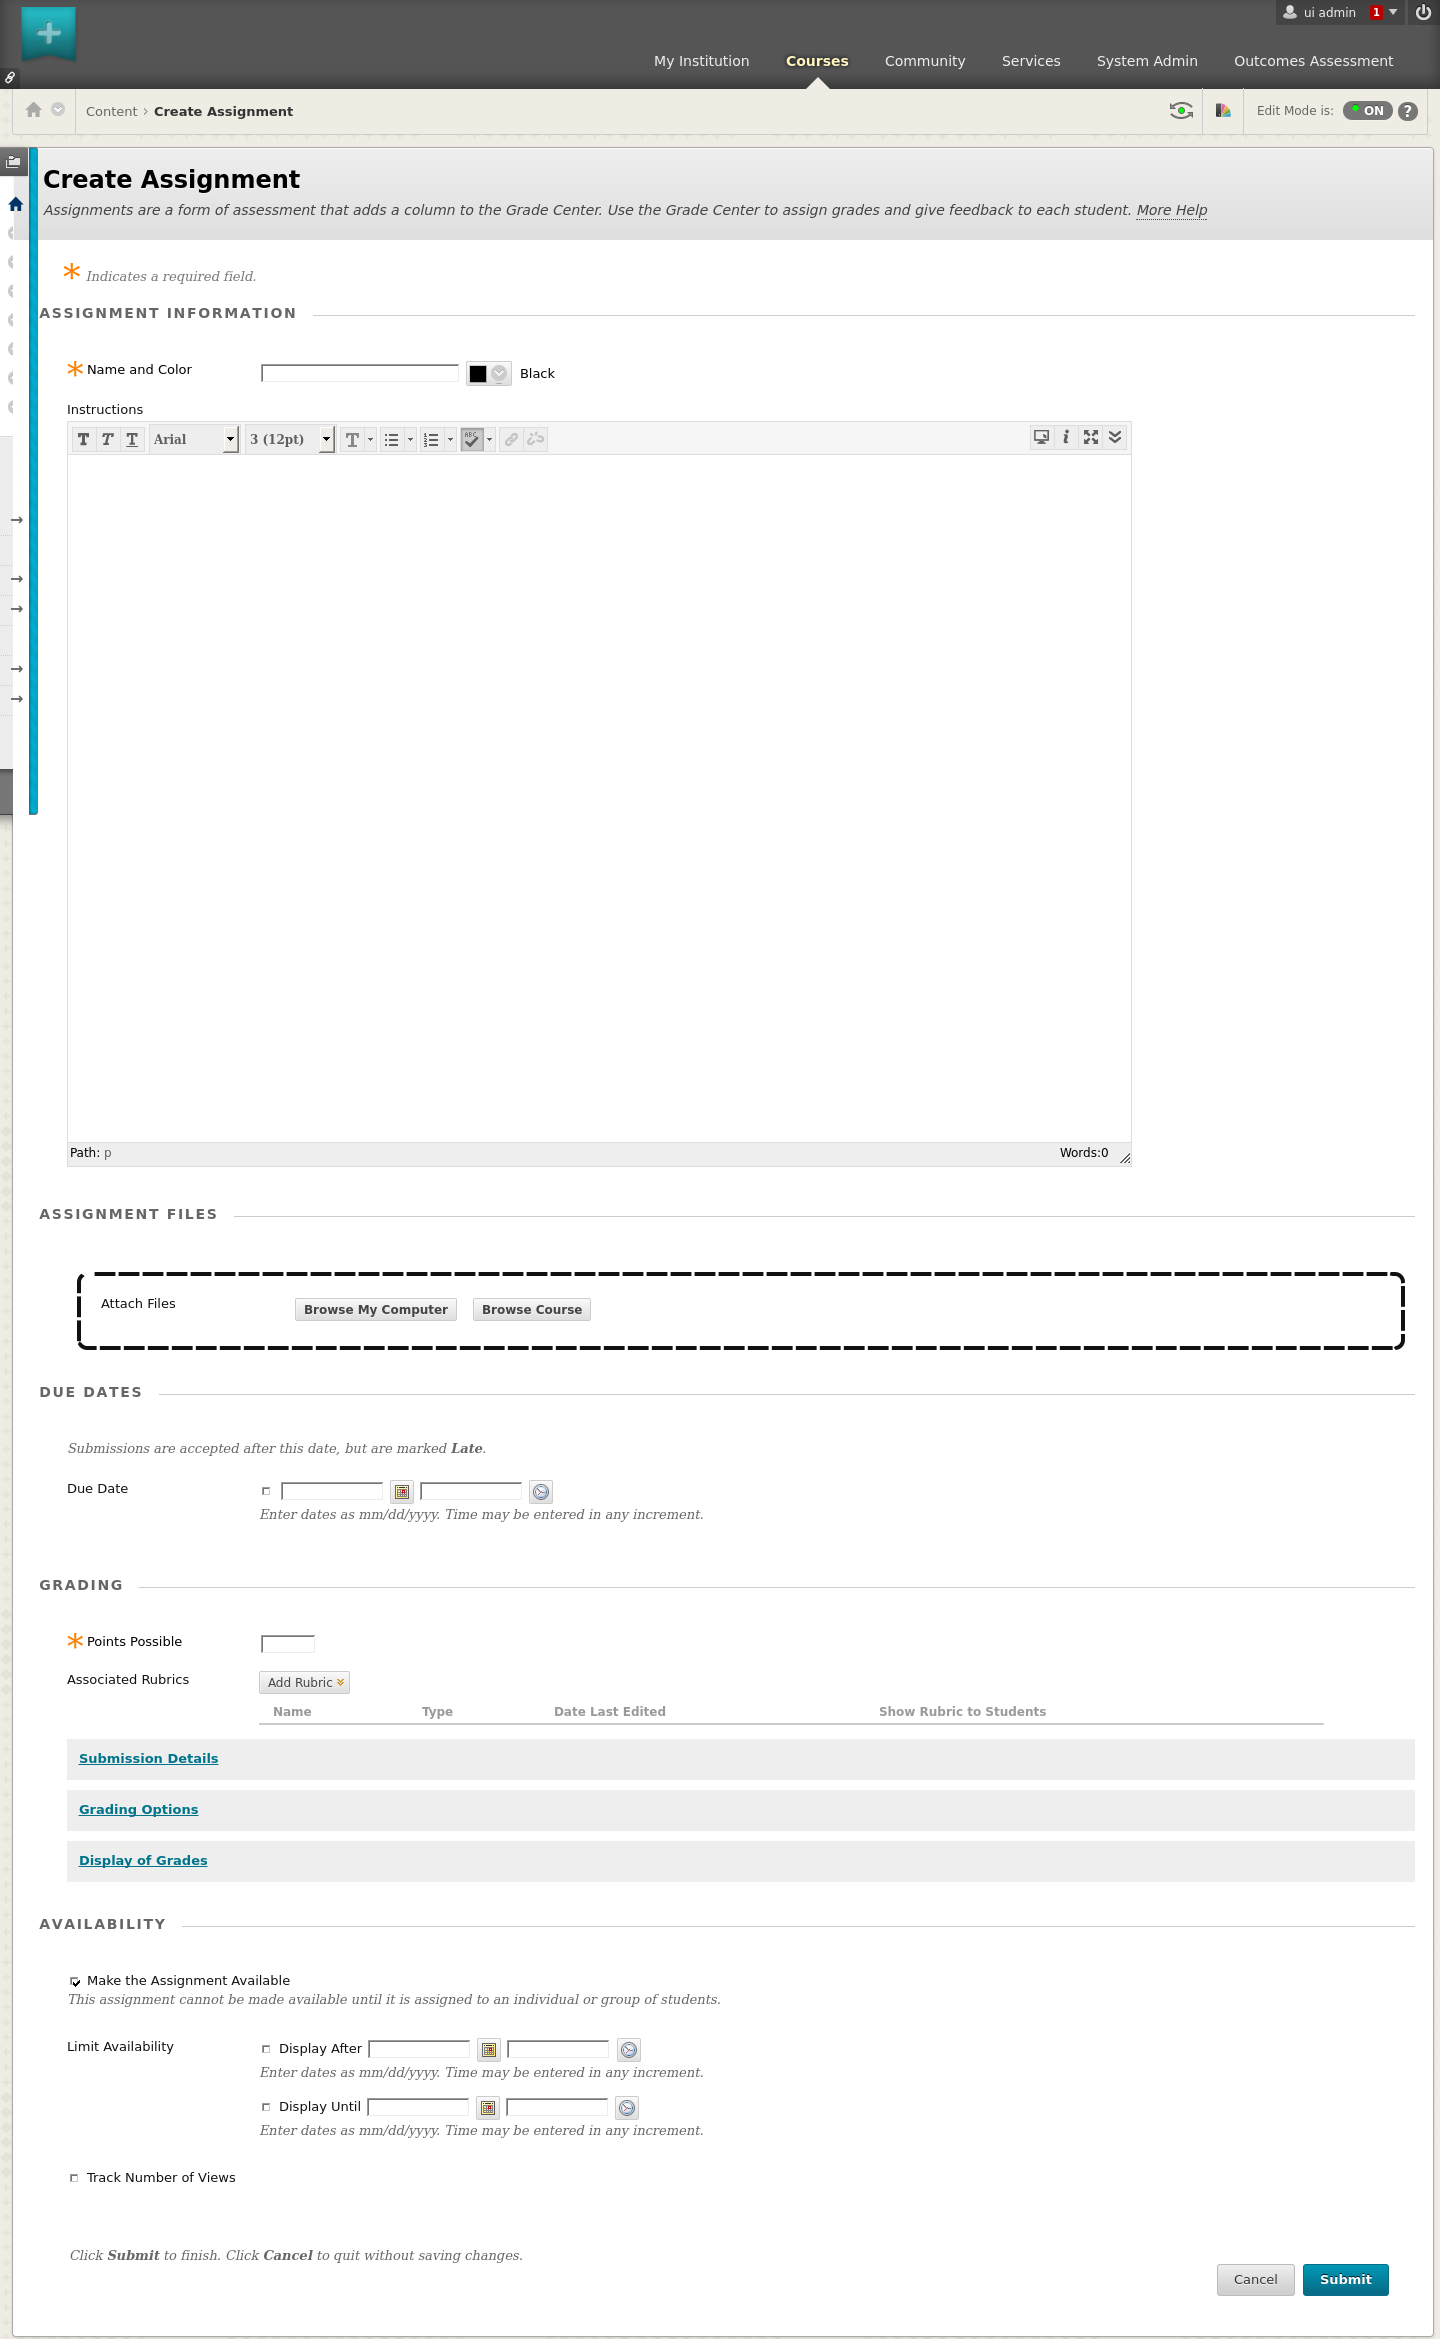 ui admin 1
My Institution Courses Community Services System Admin Outcomes Assessment
Content › Create Assignment Edit Mode is: ON ?
Create Assignment
Assignments are a form of assessment that adds a column to the Grade Center. Use the Grade Center to assign grades and give feedback to each student. More Help
Indicates a required field.
ASSIGNMENT INFORMATION
Name and Color Black
Instructions
T T T Arial 3 (12pt) T ABC i
Path: p Words:0
ASSIGNMENT FILES
Attach Files Browse My Computer Browse Course
DUE DATES
Submissions are accepted after this date, but are marked Late.
Due Date
Enter dates as mm/dd/yyyy. Time may be entered in any increment.
GRADING
Points Possible
Associated Rubrics Add Rubric
Name Type Date Last Edited Show Rubric to Students
Submission Details
Grading Options
Display of Grades
AVAILABILITY
Make the Assignment Available
This assignment cannot be made available until it is assigned to an individual or group of students.
Limit Availability Display After
Enter dates as mm/dd/yyyy. Time may be entered in any increment.
Display Until
Enter dates as mm/dd/yyyy. Time may be entered in any increment.
Track Number of Views
Click Submit to finish. Click Cancel to quit without saving changes.
Cancel Submit